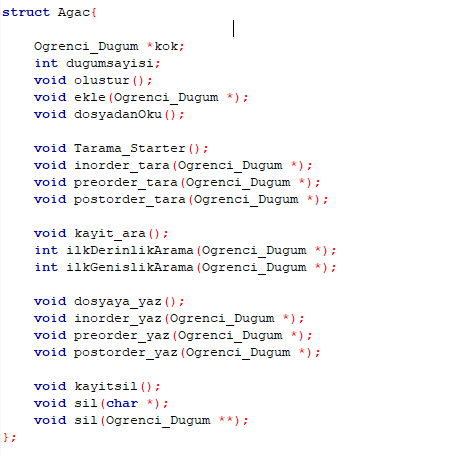 struct Agac{
Ogrenci_Dugum *kok;
int dugumsayisi;
void olustur();
void ekle(Ogrenci_Dugum *);
void dosyadanOku();
void Tarama_Starter();
void inorder_tara(Ogrenci_Dugum *);
void preorder_tara(Ogrenci_Dugum *);
void postorder_tara(Ogrenci_Dugum *);
void kayit_ara();
int ilkDerinlikArama(Ogrenci_Dugum *);
int ilkGenislikArama(Ogrenci_Dugum *);
void dosyaya_yaz();
void inorder_yaz(Ogrenci_Dugum *);
void preorder_yaz(Ogrenci_Dugum *);
void postorder_yaz(Ogrenci_Dugum *);
void kayitsil();
void sil(char *);
void sil(Ogrenci_Dugum **);
};